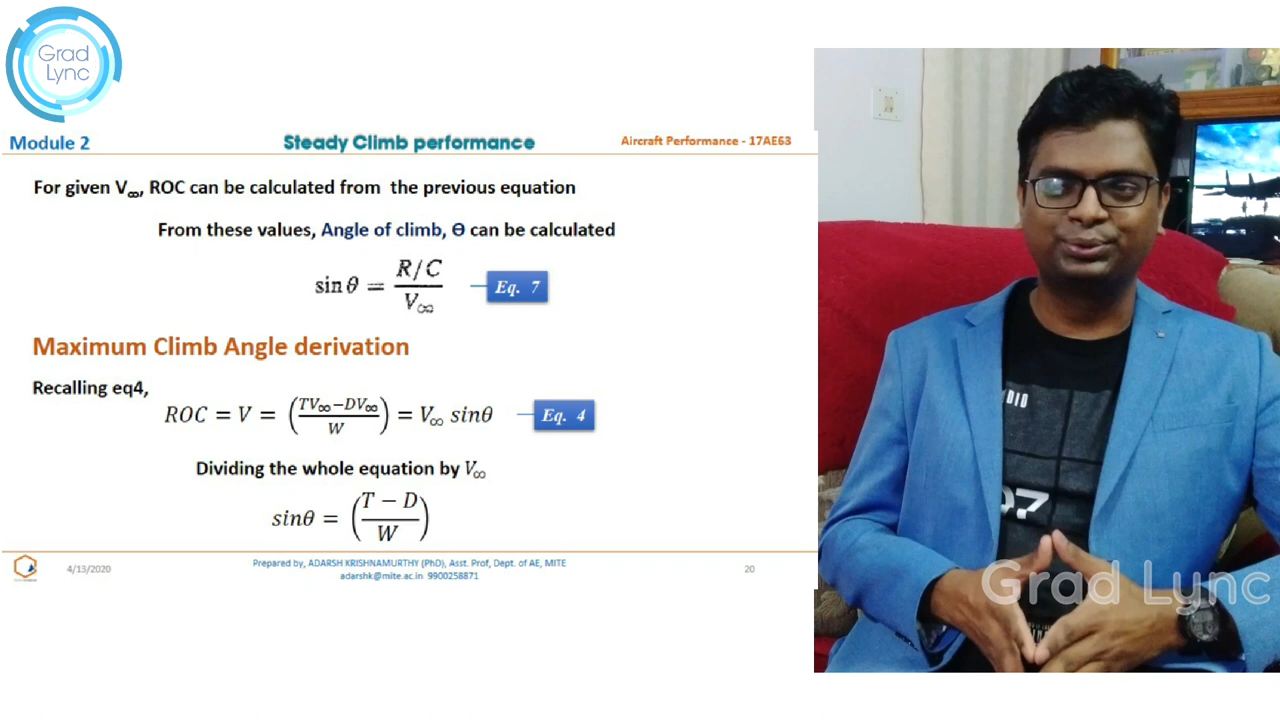 Grad
Lync
Module 2
Steady Climb performance
Aircraft Performance - 17AE63
For given V∞, ROC can be calculated from the previous equation
From these values, Angle of climb, Θ can be calculated
sin θ = R/C / V∞
Eq. 7
Maximum Climb Angle derivation
Recalling eq4,
ROC = V = (TV∞−DV∞ / W) = V∞ sinθ
Eq. 4
Dividing the whole equation by V∞
sinθ = (T − D / W)
4/13/2020
Prepared by, ADARSH KRISHNAMURTHY (PhD), Asst. Prof, Dept. of AE, MITE
adarshk@mite.ac.in 9900258871
20
Grad Lync